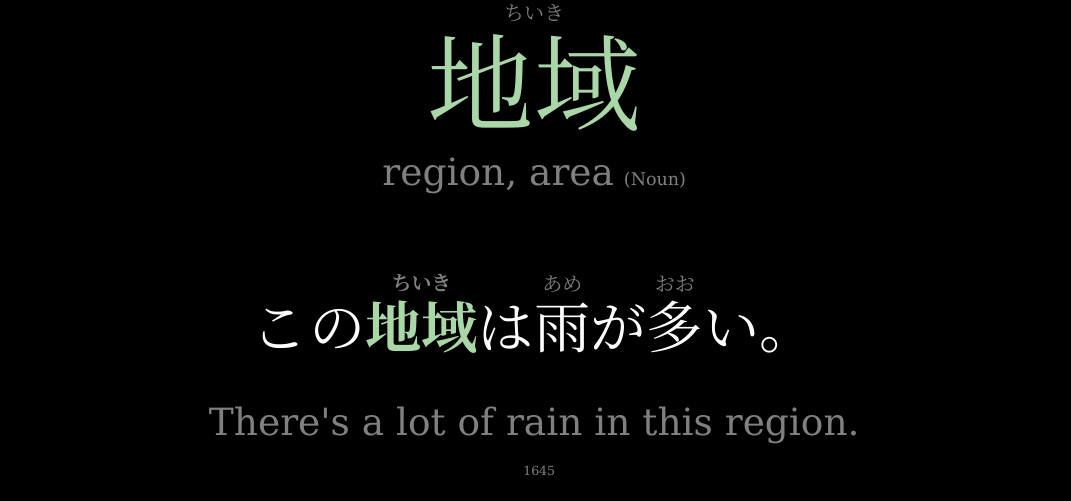 ちいき
地域
region, area (Noun)
ちいき あめ おお
この地域は雨が多い。
There's a lot of rain in this region.
1645